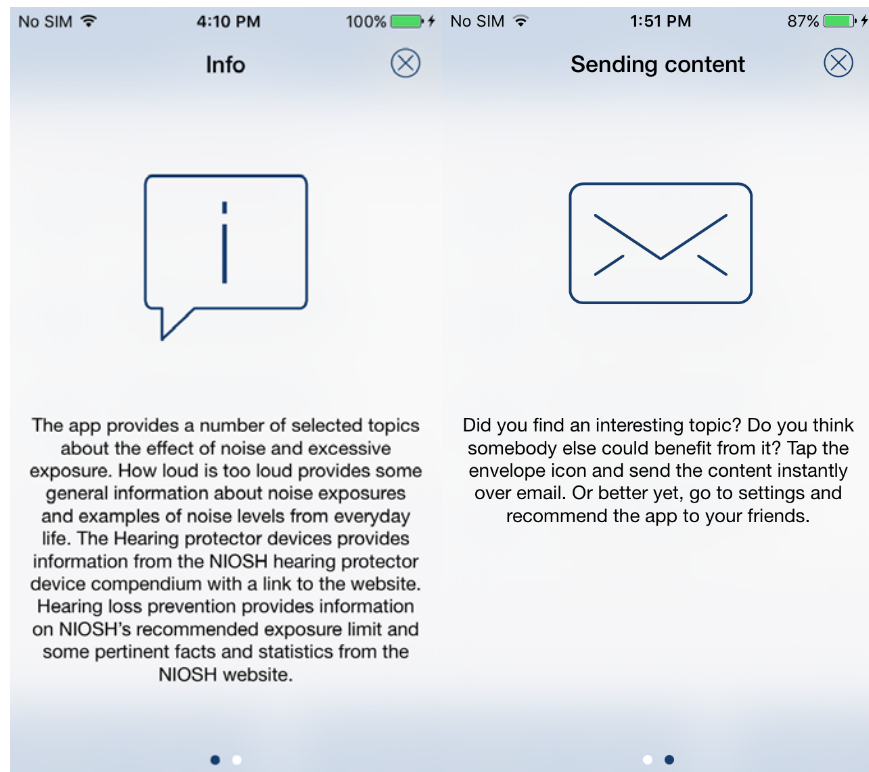 No SIM 4:10 PM 100%
Info
The app provides a number of selected topics
about the effect of noise and excessive
exposure. How loud is too loud provides some
general information about noise exposures
and examples of noise levels from everyday
life. The Hearing protector devices provides
information from the NIOSH hearing protector
device compendium with a link to the website.
Hearing loss prevention provides information
on NIOSH's recommended exposure limit and
some pertinent facts and statistics from the
NIOSH website.
No SIM 1:51 PM 87%
Sending content
Did you find an interesting topic? Do you think
somebody else could benefit from it? Tap the
envelope icon and send the content instantly
over email. Or better yet, go to settings and
recommend the app to your friends.